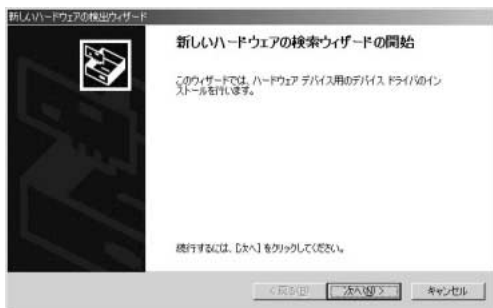 新しいハードウェアの検出ウィザード
新しいハードウェアの検索ウィザードの開始
このウィザードでは、ハードウェア デバイス用のデバイス ドライバのイン
ストールを行います。
続行するには、[次へ] をクリックしてください。
< 戻る(B)
次へ(N) >
キャンセル